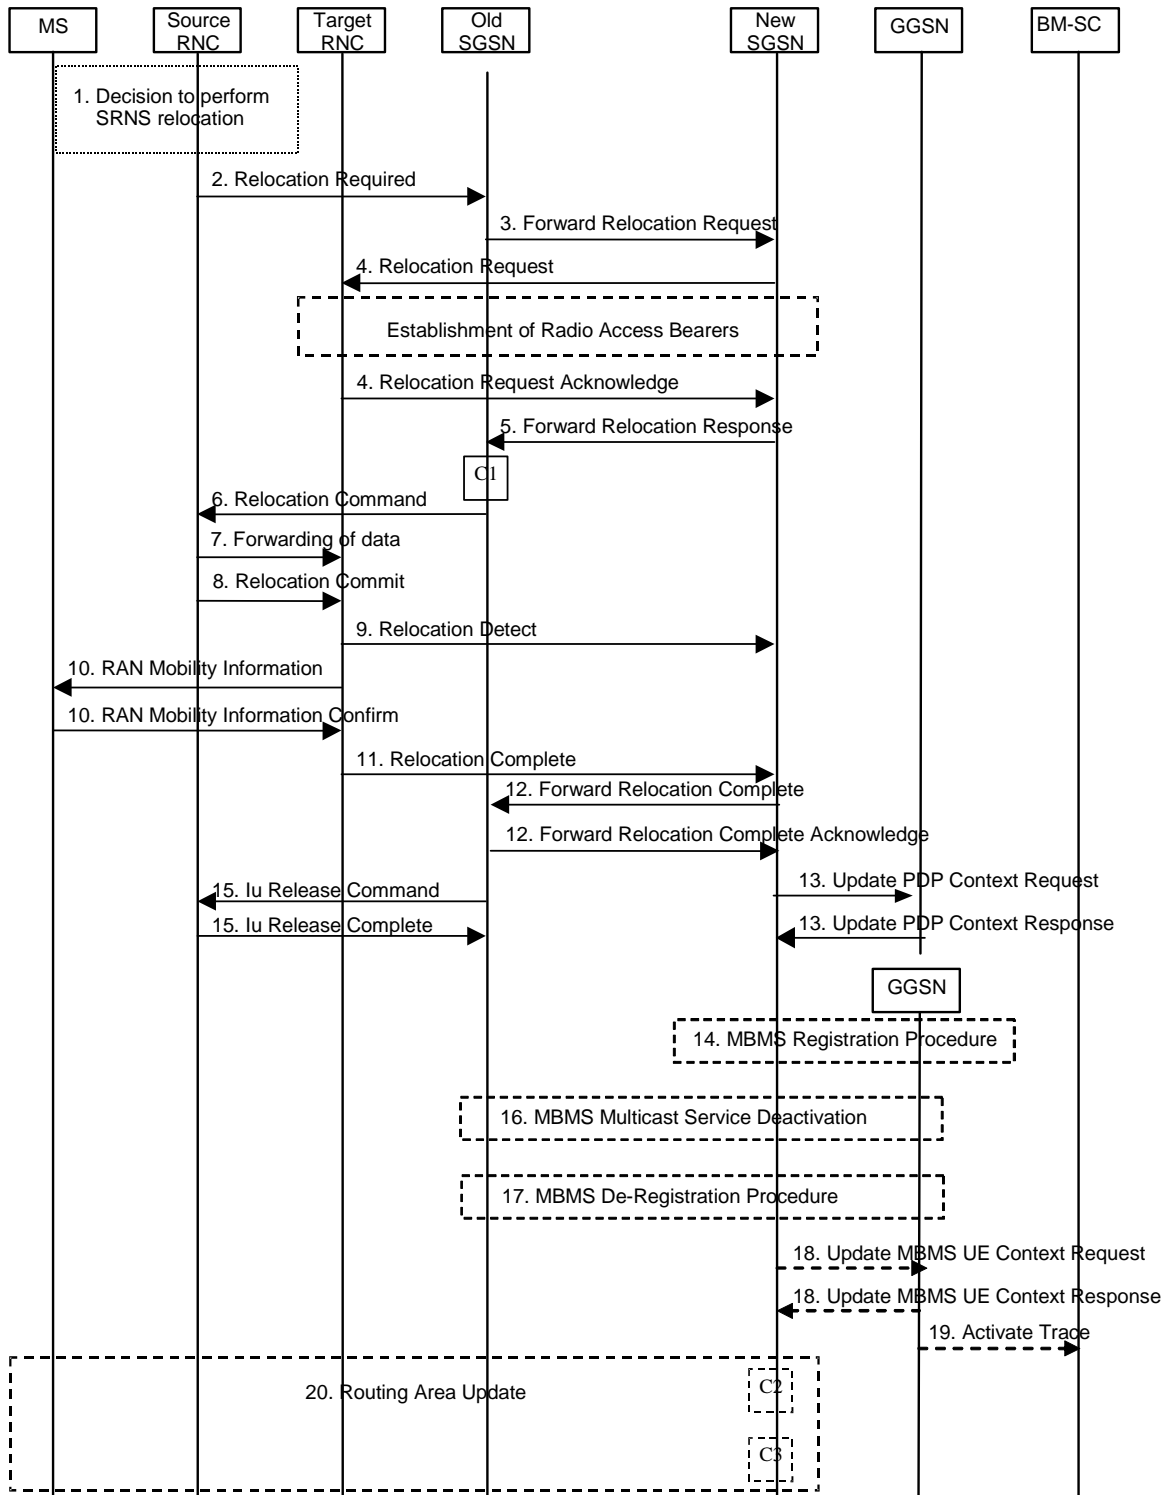 MS
Source
RNC
Target
RNC
Old
SGSN
New
SGSN
GGSN
BM-SC
1. Decision to perform
SRNS relocation
2. Relocation Required
3. Forward Relocation Request
4. Relocation Request
Establishment of Radio Access Bearers
4. Relocation Request Acknowledge
5. Forward Relocation Response
C1
6. Relocation Command
7. Forwarding of data
8. Relocation Commit
9. Relocation Detect
10. RAN Mobility Information
10. RAN Mobility Information Confirm
11. Relocation Complete
12. Forward Relocation Complete
12. Forward Relocation Complete Acknowledge
13. Update PDP Context Request
15. Iu Release Command
13. Update PDP Context Response
15. Iu Release Complete
GGSN
14. MBMS Registration Procedure
16. MBMS Multicast Service Deactivation
17. MBMS De-Registration Procedure
18. Update MBMS UE Context Request
18. Update MBMS UE Context Response
19. Activate Trace
20. Routing Area Update
C2
C3